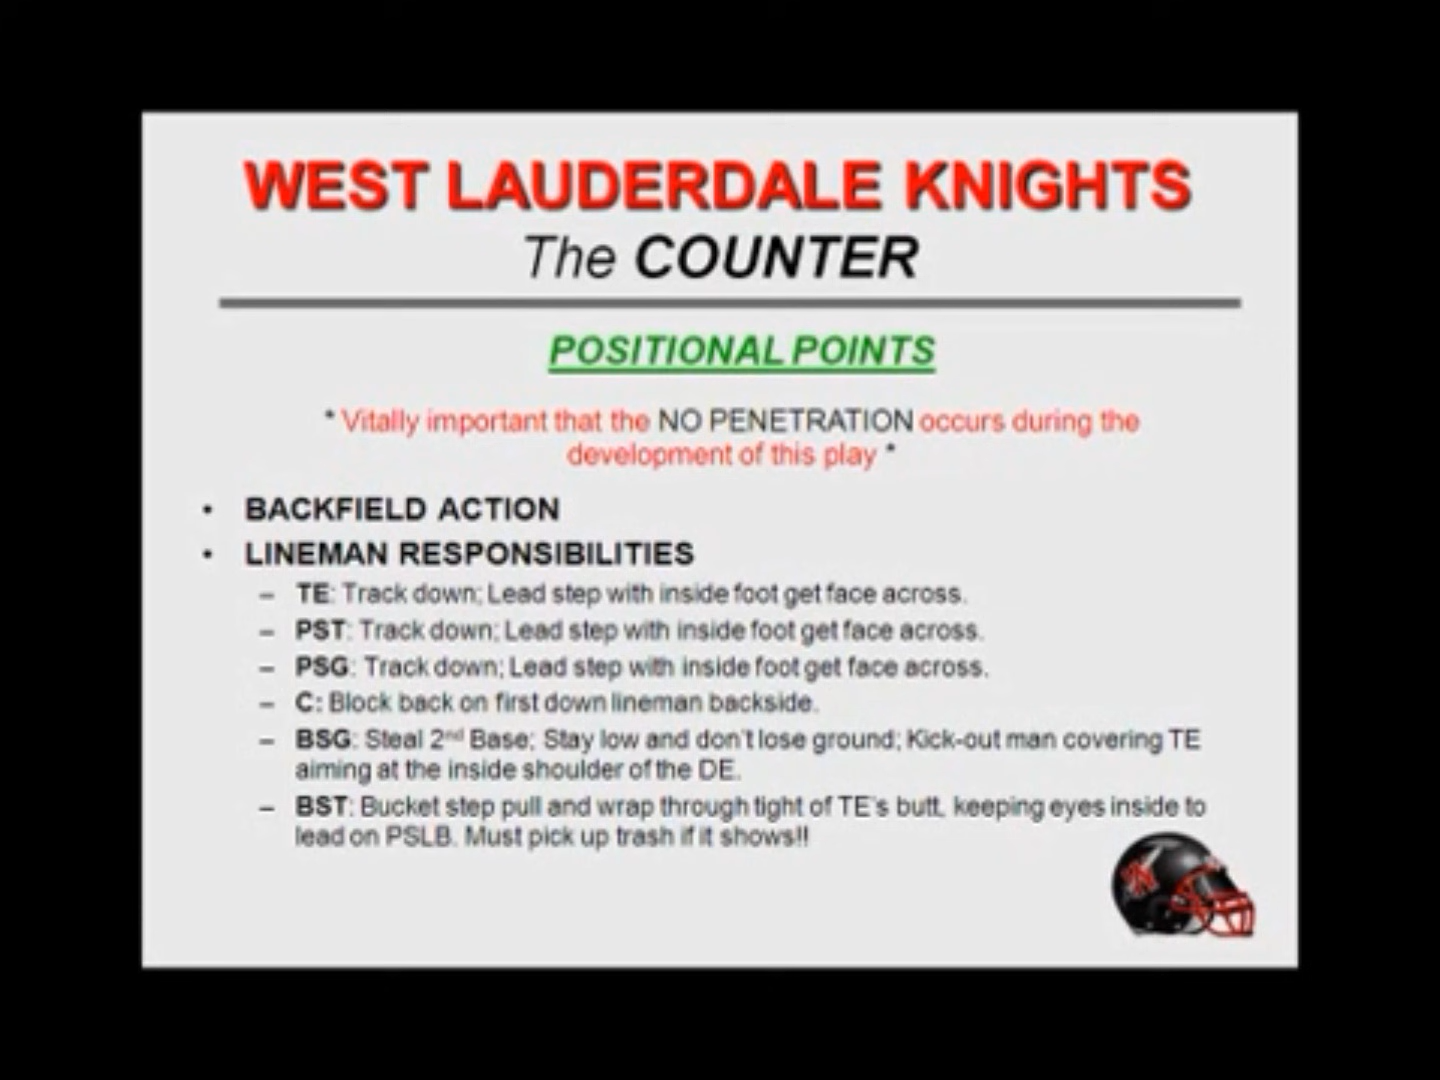 WEST LAUDERDALE KNIGHTS
The COUNTER
POSITIONAL POINTS
* Vitally important that the NO PENETRATION occurs during the
development of this play *
• BACKFIELD ACTION
• LINEMAN RESPONSIBILITIES
– TE: Track down; Lead step with inside foot get face across.
– PST: Track down; Lead step with inside foot get face across.
– PSG: Track down; Lead step with inside foot get face across.
– C: Block back on first down lineman backside.
– BSG: Steal 2nd Base; Stay low and don't lose ground; Kick-out man covering TE
aiming at the inside shoulder of the DE.
– BST: Bucket step pull and wrap through tight of TE's butt, keeping eyes inside to
lead on PSLB. Must pick up trash if it shows!!